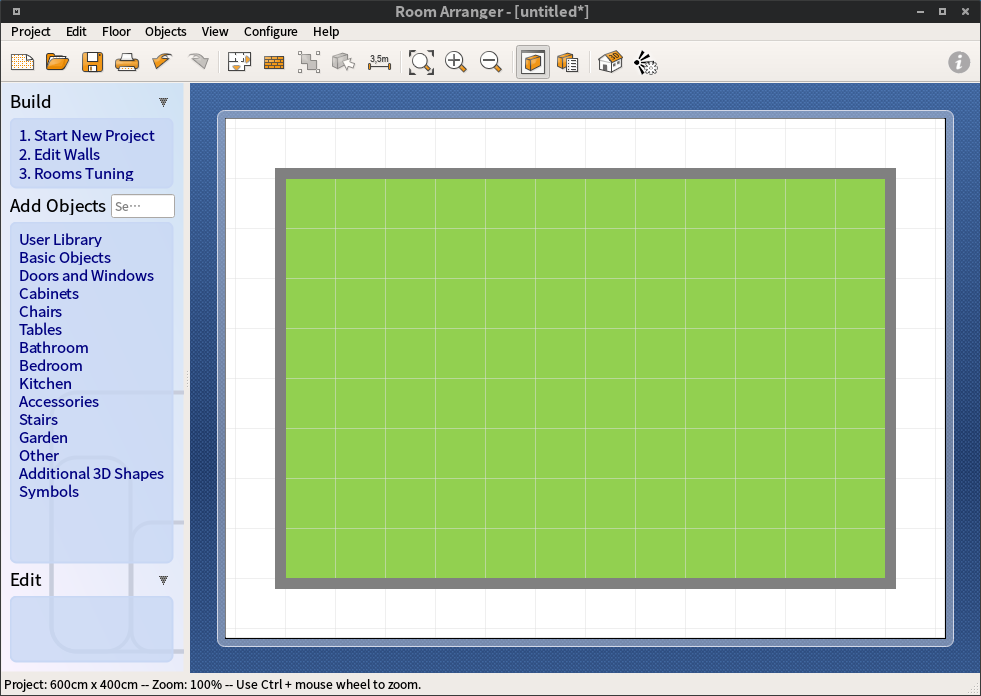 Room Arranger - [untitled*]
Project Edit Floor Objects View Configure Help
3,5m
Build
1. Start New Project
2. Edit Walls
3. Rooms Tuning
Add Objects Se···
User Library
Basic Objects
Doors and Windows
Cabinets
Chairs
Tables
Bathroom
Bedroom
Kitchen
Accessories
Stairs
Garden
Other
Additional 3D Shapes
Symbols
Edit
Project: 600cm x 400cm -- Zoom: 100% -- Use Ctrl + mouse wheel to zoom.